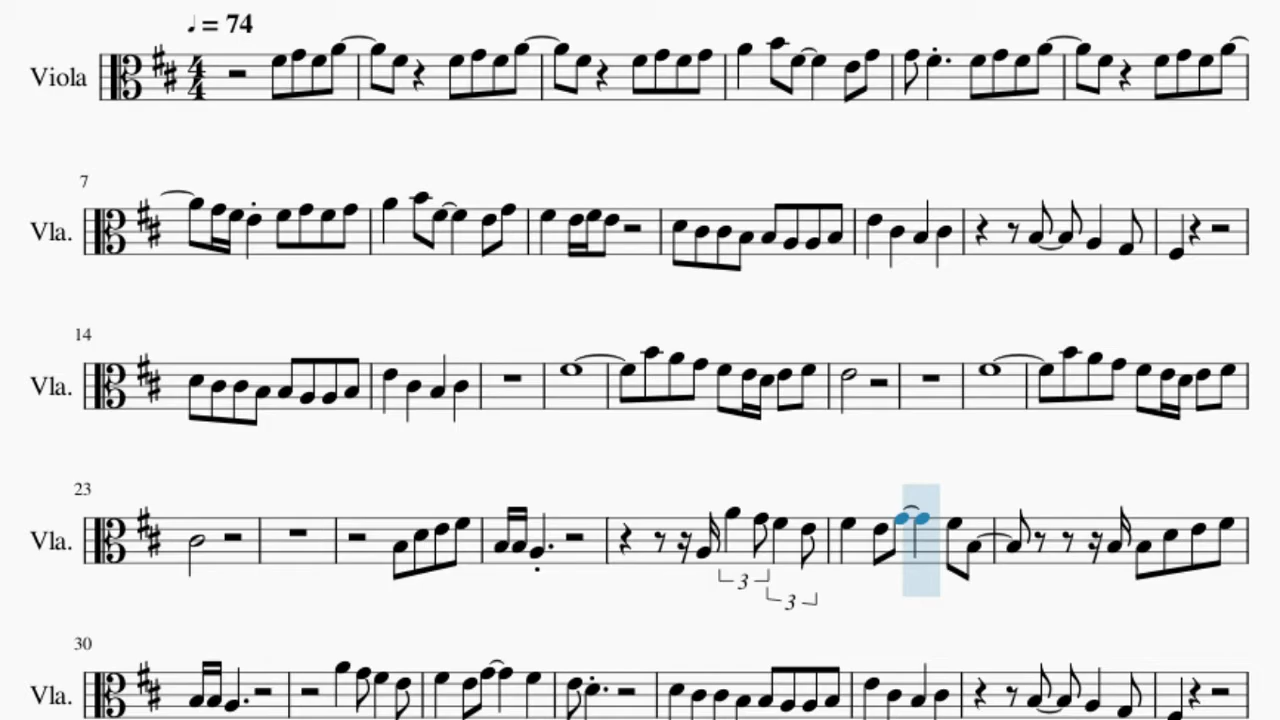 ♩ = 74
Viola 4/4
7
Vla.
14
Vla.
23
Vla.
3
3
30
Vla.